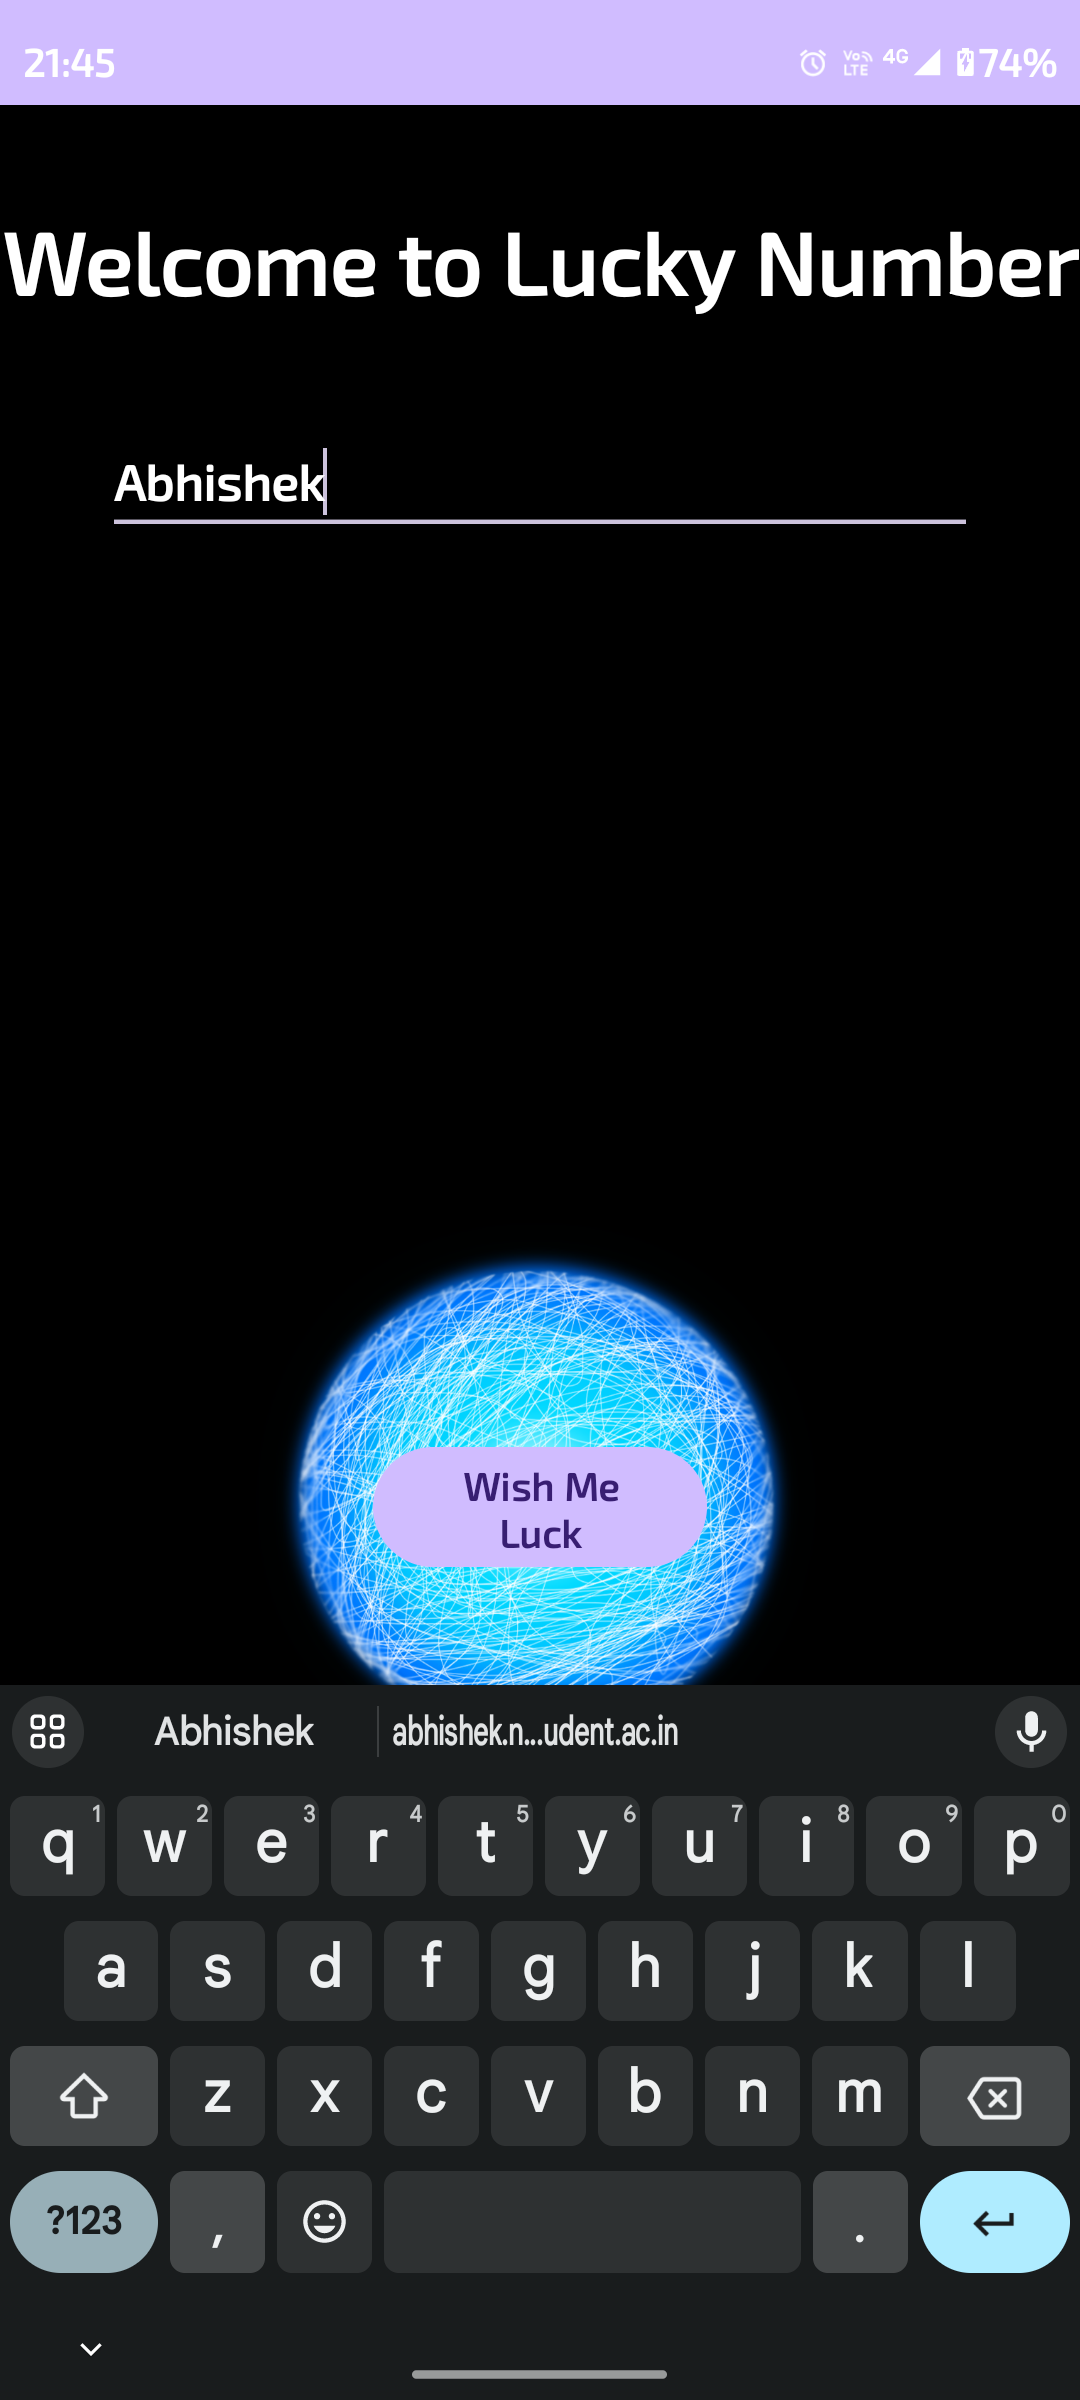 21:45 Vo LTE 4G 74%
Welcome to Lucky Number
Abhishek
Wish Me
Luck
Abhishek abhishek.n...udent.ac.in
q 1 w 2 e 3 r 4 t 5 y 6 u 7 i 8 o 9 p 0
a s d f g h j k l
z x c v b n m
?123 , .